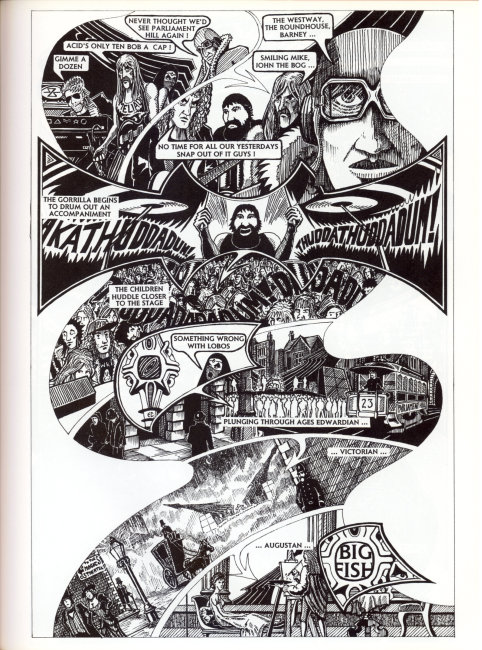 NEVER THOUGHT WE'D
SEE PARLIAMENT
HILL AGAIN !
THE WESTWAY,
THE ROUNDHOUSE,
BARNEY ...
ACID'S ONLY TEN BOB A CAP !
GIMME A
DOZEN
SMILING MIKE,
JOHN THE BOG ...
NO TIME FOR ALL OUR YESTERDAYS
SNAP OUT OF IT GUYS !
THE GORRILLA BEGINS
TO DRUM OUT AN
ACCOMPANIMENT
KATHUDDADUM!
THUDDATHUDDADUM!
THE CHILDREN
HUDDLE CLOSER
TO THE STAGE
SOMETHING WRONG
WITH LOBOS
23
PLUNGING THROUGH AGES EDWARDIAN ...
... VICTORIAN ...
... AUGUSTAN ...
BIG
FISH